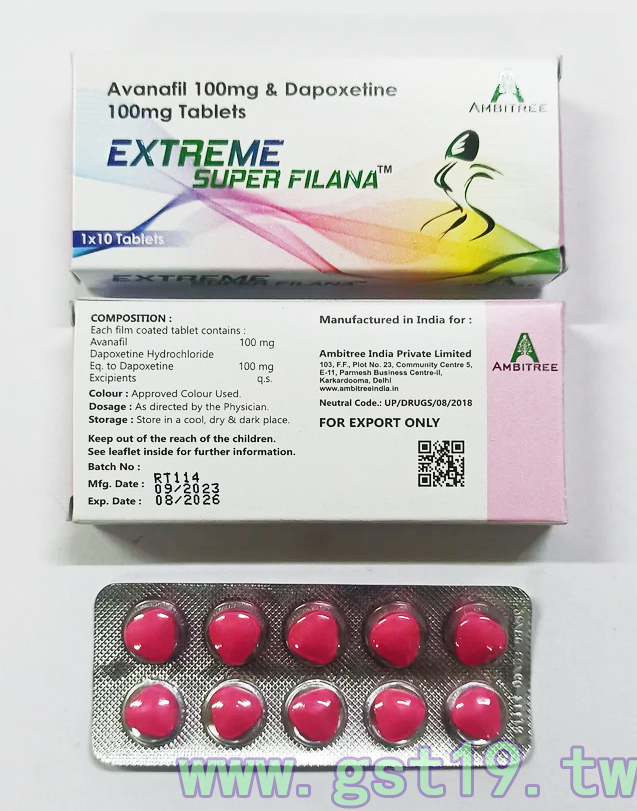 Avanafil 100mg & Dapoxetine
100mg Tablets
AMBITREE
EXTREME
SUPER FILANA™
1x10 Tablets
EXTREME
SUPER FILANA™
COMPOSITION :
Each film coated tablet contains :
Avanafil 100 mg
Dapoxetine Hydrochloride
Eq. to Dapoxetine 100 mg
Excipients q.s.
Colour : Approved Colour Used.
Dosage : As directed by the Physician.
Storage : Store in a cool, dry & dark place.
Keep out of the reach of the children.
See leaflet inside for further information.
Batch No : RT114
Mfg. Date : 09/2023
Exp. Date : 08/2026
Manufactured in India for :
Ambitree India Private Limited
103, F.F., Plot No. 23, Community Centre 5,
E-11, Parmesh Business Centre-II,
Karkardooma, Delhi
www.ambitreeindia.in
Neutral Code.: UP/DRUGS/08/2018
FOR EXPORT ONLY
AMBITREE
www.gst19.tw